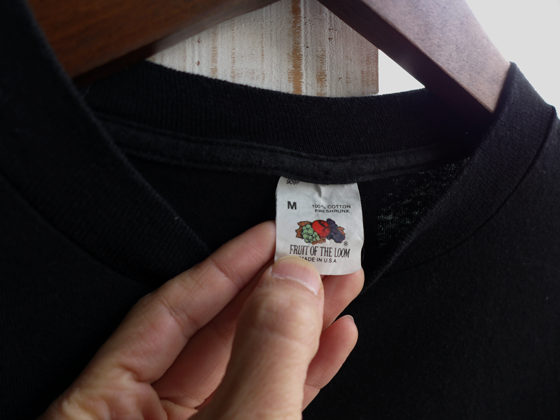 M
100% COTTON
PRESHRUNK
®
FRUIT OF THE LOOM
MADE IN U.S.A.